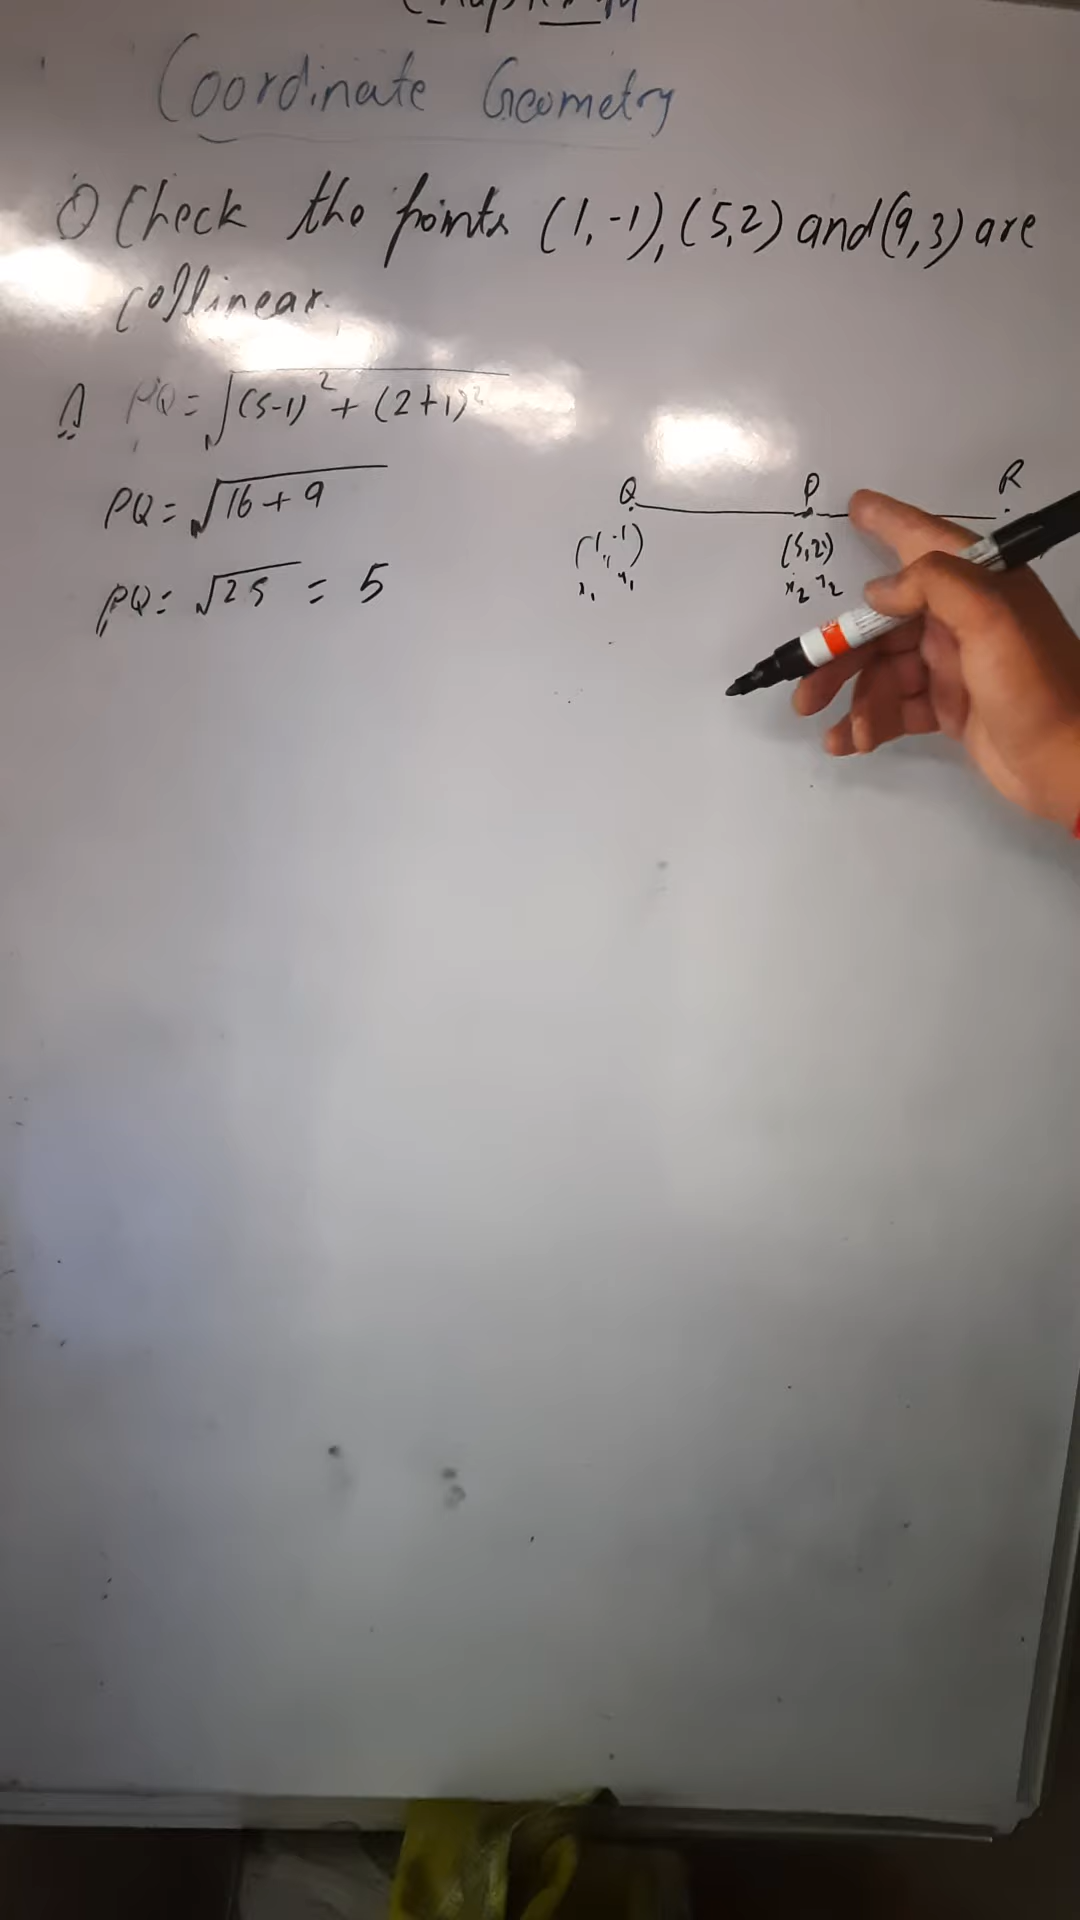 Coordinate Geometry
Q Check the points (1,-1), (5,2) and (9,3) are
collinear.
A PQ = √(5-1)² + (2+1)²
PQ = √16+9
PQ = √25 = 5
Q P R
(1,-1) (5,2)
x₁ y₁ x₂ y₂